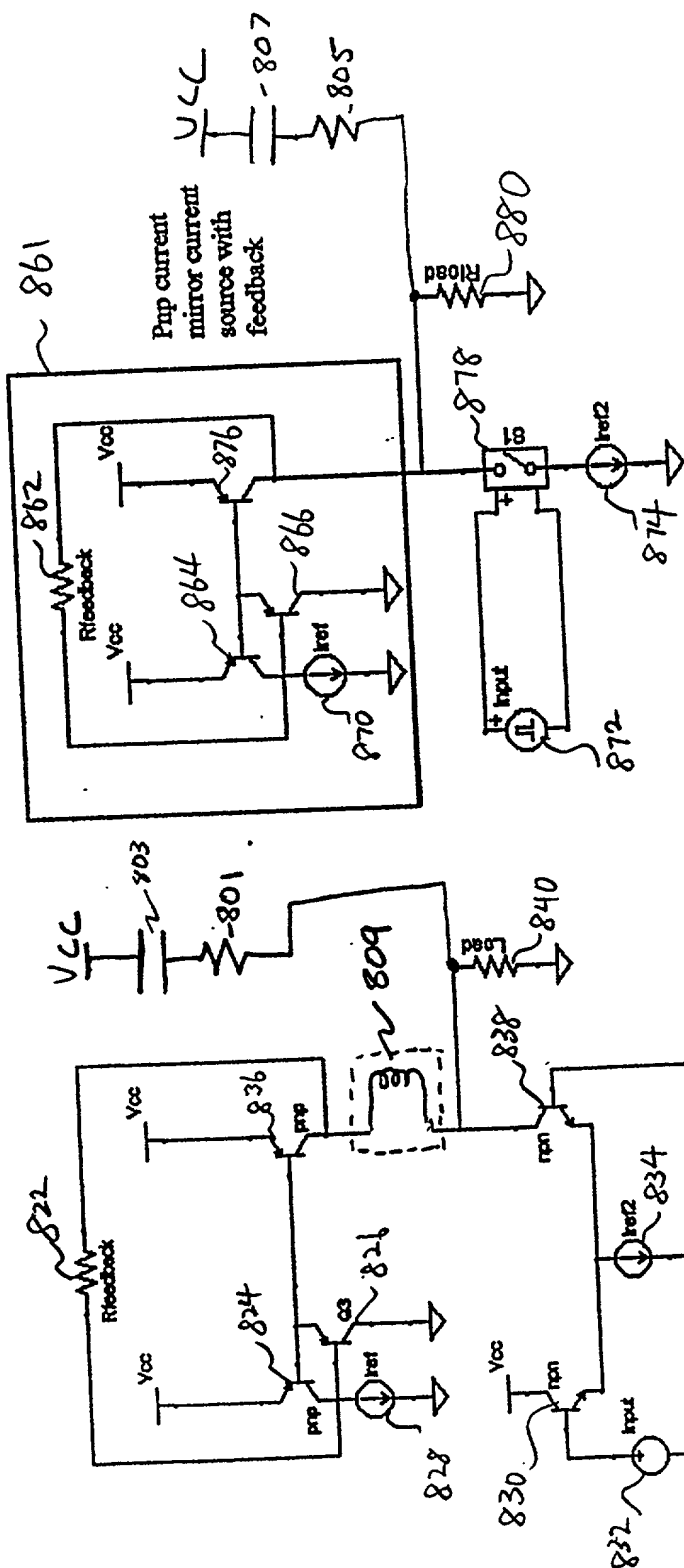 822
Rfeedback
Vcc
824
pnp
Q3
826
Iref
828
Vcc
836
pnp
809
VCC
803
801
Load
840
npn
838
Iref2
834
Vcc
npn
830
Input
832
861
862
Rfeedback
Vcc
864
866
Iref
870
Vcc
876
Pnp current
mirror current
source with
feedback
VCC
807
805
Rload
880
878
S1
Iref2
874
+
+ Input
872
+